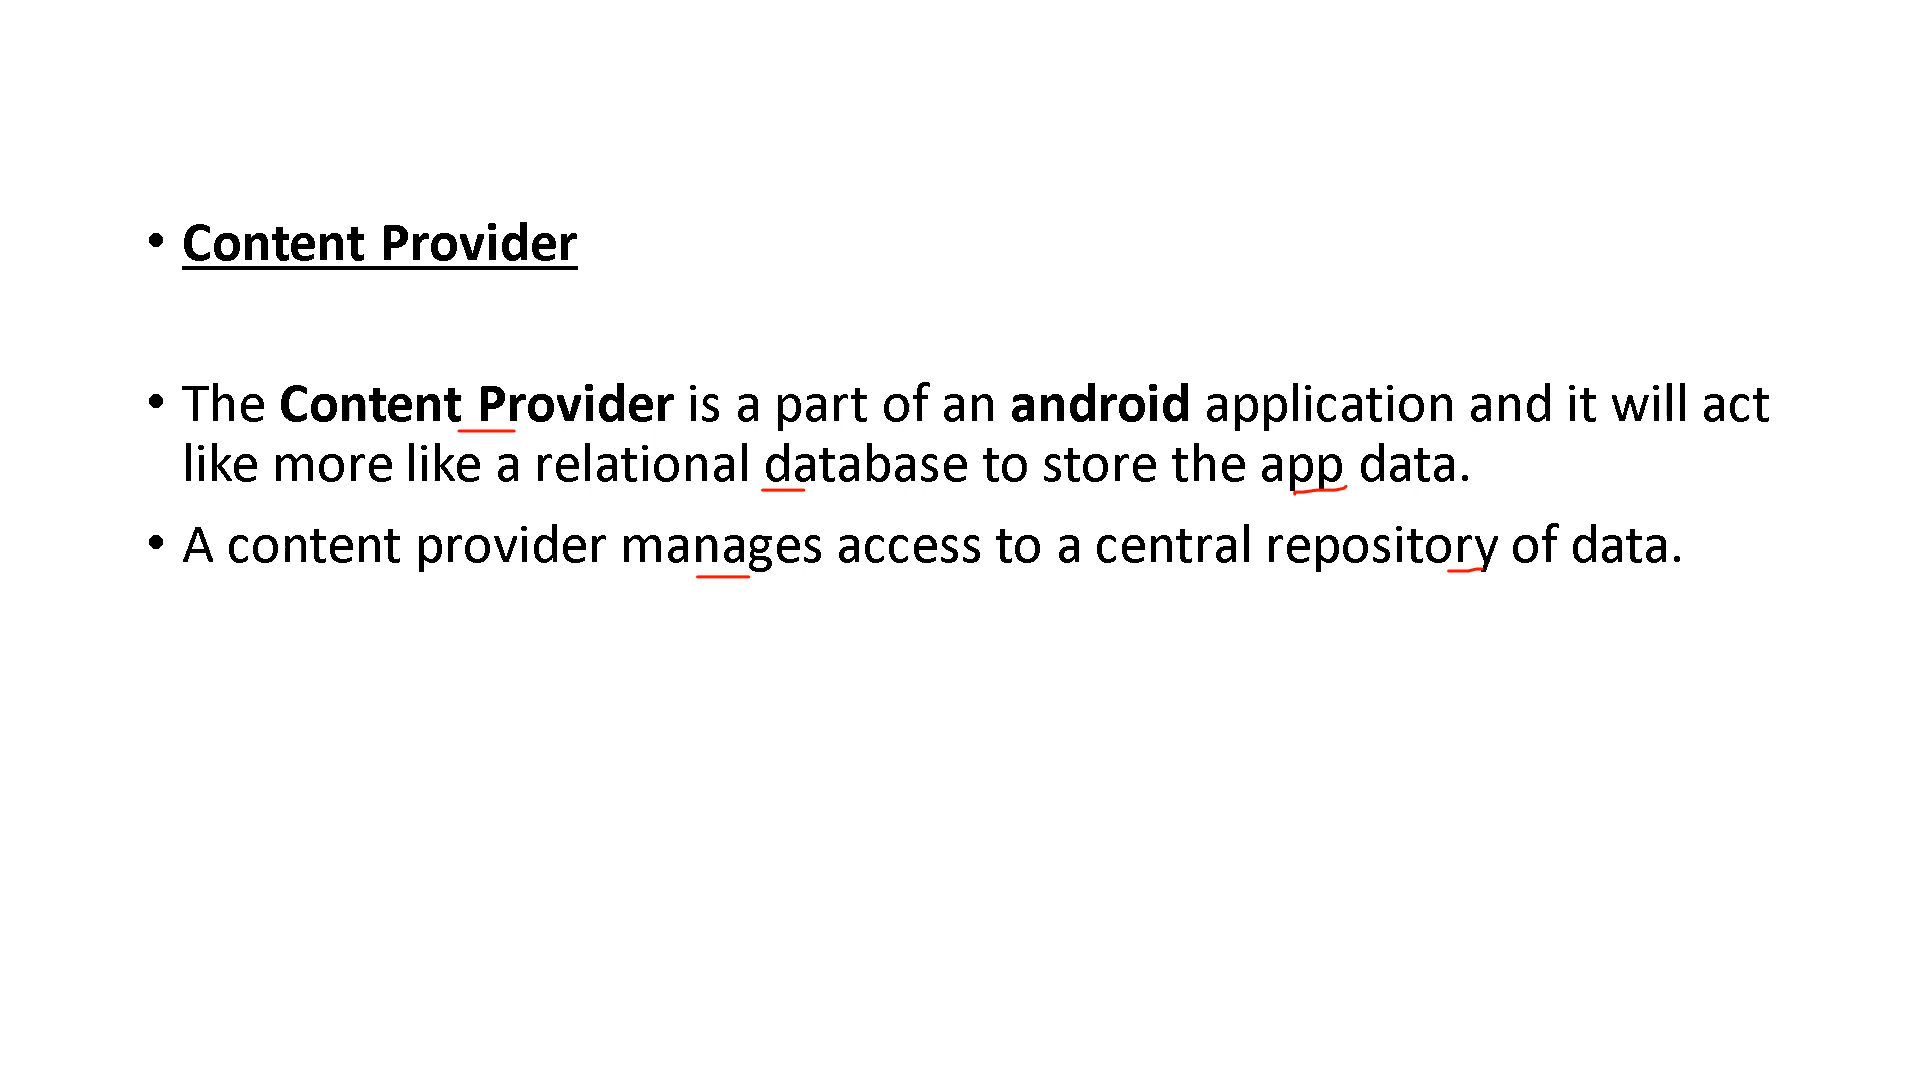 • Content Provider
• The Content Provider is a part of an android application and it will act
like more like a relational database to store the app data.
• A content provider manages access to a central repository of data.